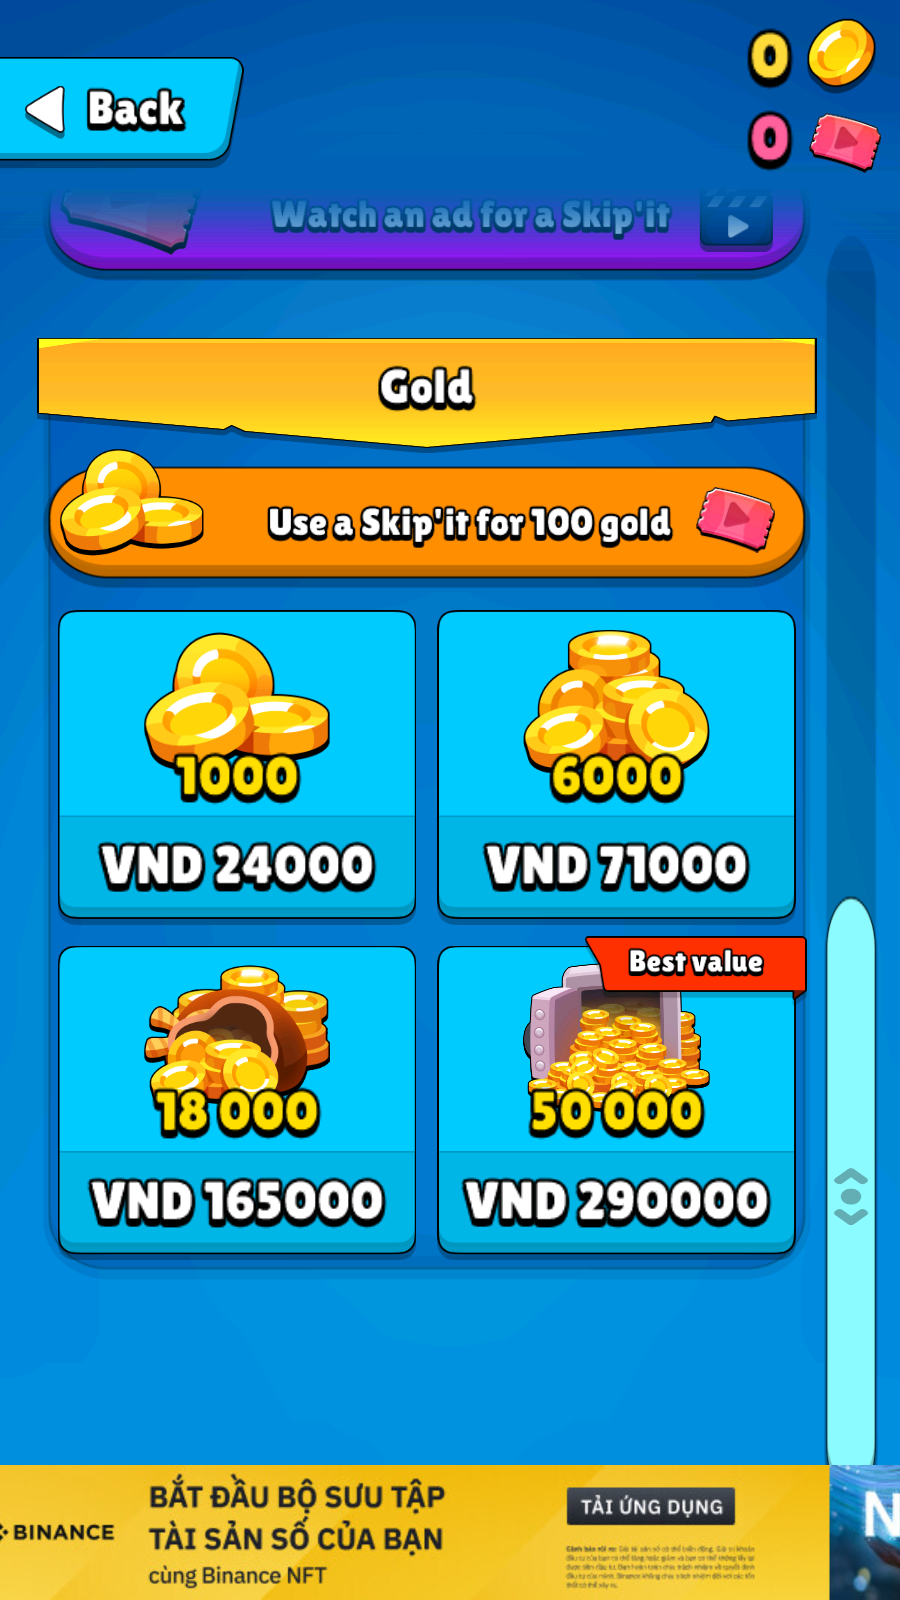 0
Back
0
Watch an ad for a Skip'it
Gold
Use a Skip'it for 100 gold
1000
6000
VND 24000
VND 71000
Best value
18 000
50 000
VND 165000
VND 290000
BẮT ĐẦU BỘ SƯU TẬP
TÀI SẢN SỐ CỦA BẠN
cùng Binance NFT
BINANCE
TẢI ỨNG DỤNG
N